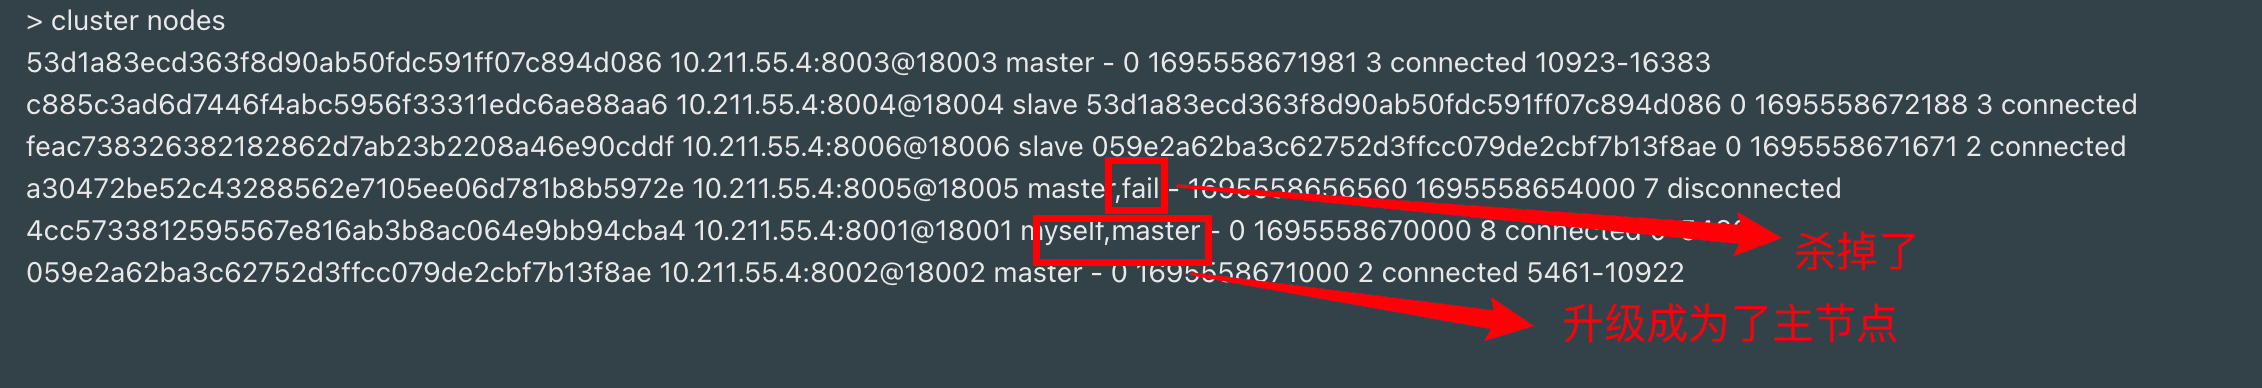 > cluster nodes
53d1a83ecd363f8d90ab50fdc591ff07c894d086 10.211.55.4:8003@18003 master - 0 1695558671981 3 connected 10923-16383
c885c3ad6d7446f4abc5956f33311edc6ae88aa6 10.211.55.4:8004@18004 slave 53d1a83ecd363f8d90ab50fdc591ff07c894d086 0 1695558672188 3 connected
feac738326382182862d7ab23b2208a46e90cddf 10.211.55.4:8006@18006 slave 059e2a62ba3c62752d3ffcc079de2cbf7b13f8ae 0 1695558671671 2 connected
a30472be52c43288562e7105ee06d781b8b5972e 10.211.55.4:8005@18005 master,fail - 1695558656560 1695558654000 7 disconnected
4cc5733812595567e816ab3b8ac064e9bb94cba4 10.211.55.4:8001@18001 myself,master - 0 1695558670000 8 connected
杀掉了
059e2a62ba3c62752d3ffcc079de2cbf7b13f8ae 10.211.55.4:8002@18002 master - 0 1695558671000 2 connected 5461-10922
升级成为了主节点